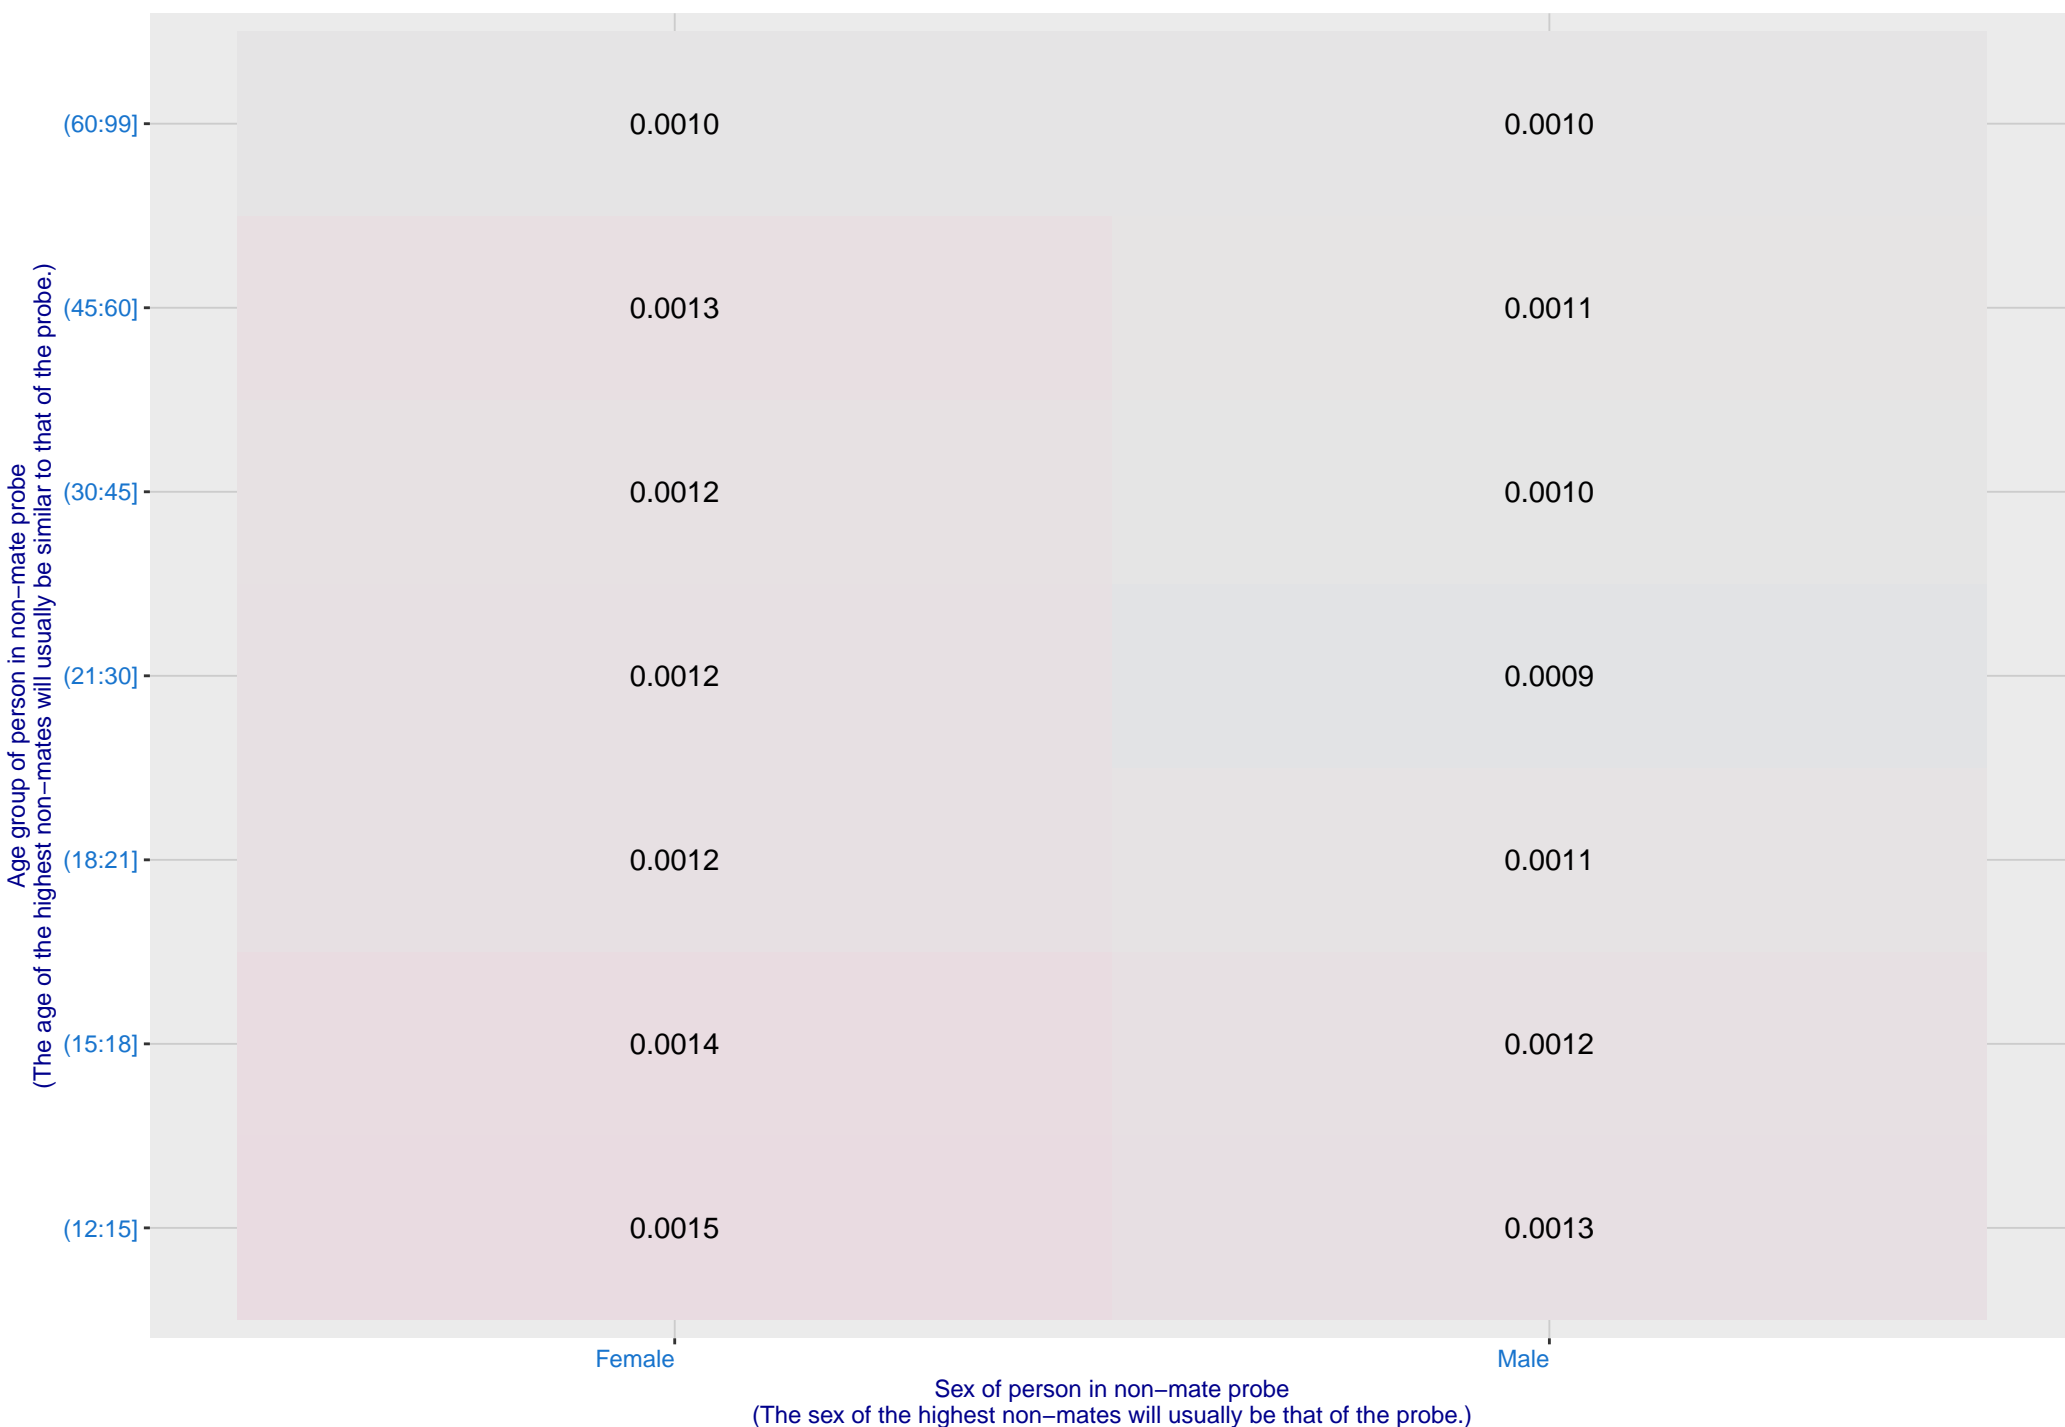 Age group of person in non−mate probe
(The age of the highest non−mates will usually be similar to that of the probe.)
(60:99] 0.0010 0.0010
(45:60] 0.0013 0.0011
(30:45] 0.0012 0.0010
(21:30] 0.0012 0.0009
(18:21] 0.0012 0.0011
(15:18] 0.0014 0.0012
(12:15] 0.0015 0.0013
Female Male
Sex of person in non−mate probe
(The sex of the highest non−mates will usually be that of the probe.)